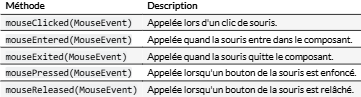 Méthode Description
mouseClicked(MouseEvent) Appelée lors d'un clic de souris.
mouseEntered(MouseEvent) Appelée quand la souris entre dans le composant.
mouseExited(MouseEvent) Appelée quand la souris quitte le composant.
mousePressed(MouseEvent) Appelée lorsqu'un bouton de la souris est enfoncé.
mouseReleased(MouseEvent) Appelée lorsqu'un bouton de la souris est relâché.